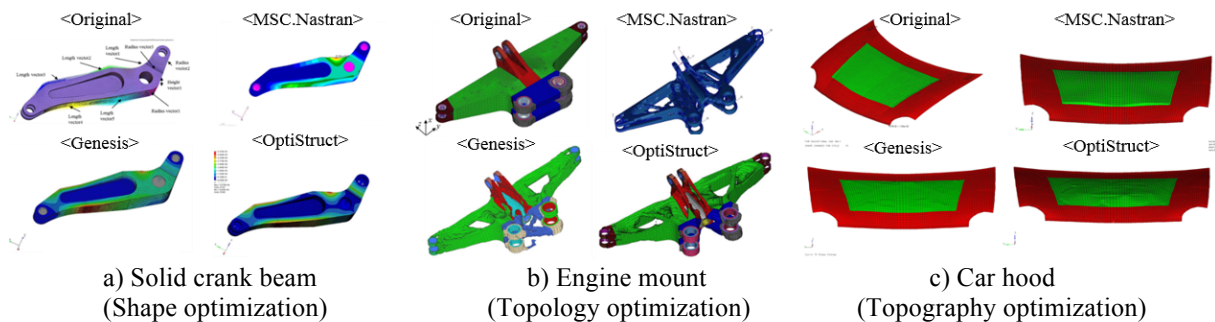 <Original>
<MSC.Nastran>
Length vector2
Length vector1
Radius vector1
Length vector3
Radius vector2
Height vector1
Radius vector3
Length vector4
Length vector5
<Genesis>
<OptiStruct>
a) Solid crank beam
(Shape optimization)
<Original>
<MSC.Nastran>
<Genesis>
<OptiStruct>
b) Engine mount
(Topology optimization)
<Original>
<MSC.Nastran>
<Genesis>
<OptiStruct>
c) Car hood
(Topography optimization)